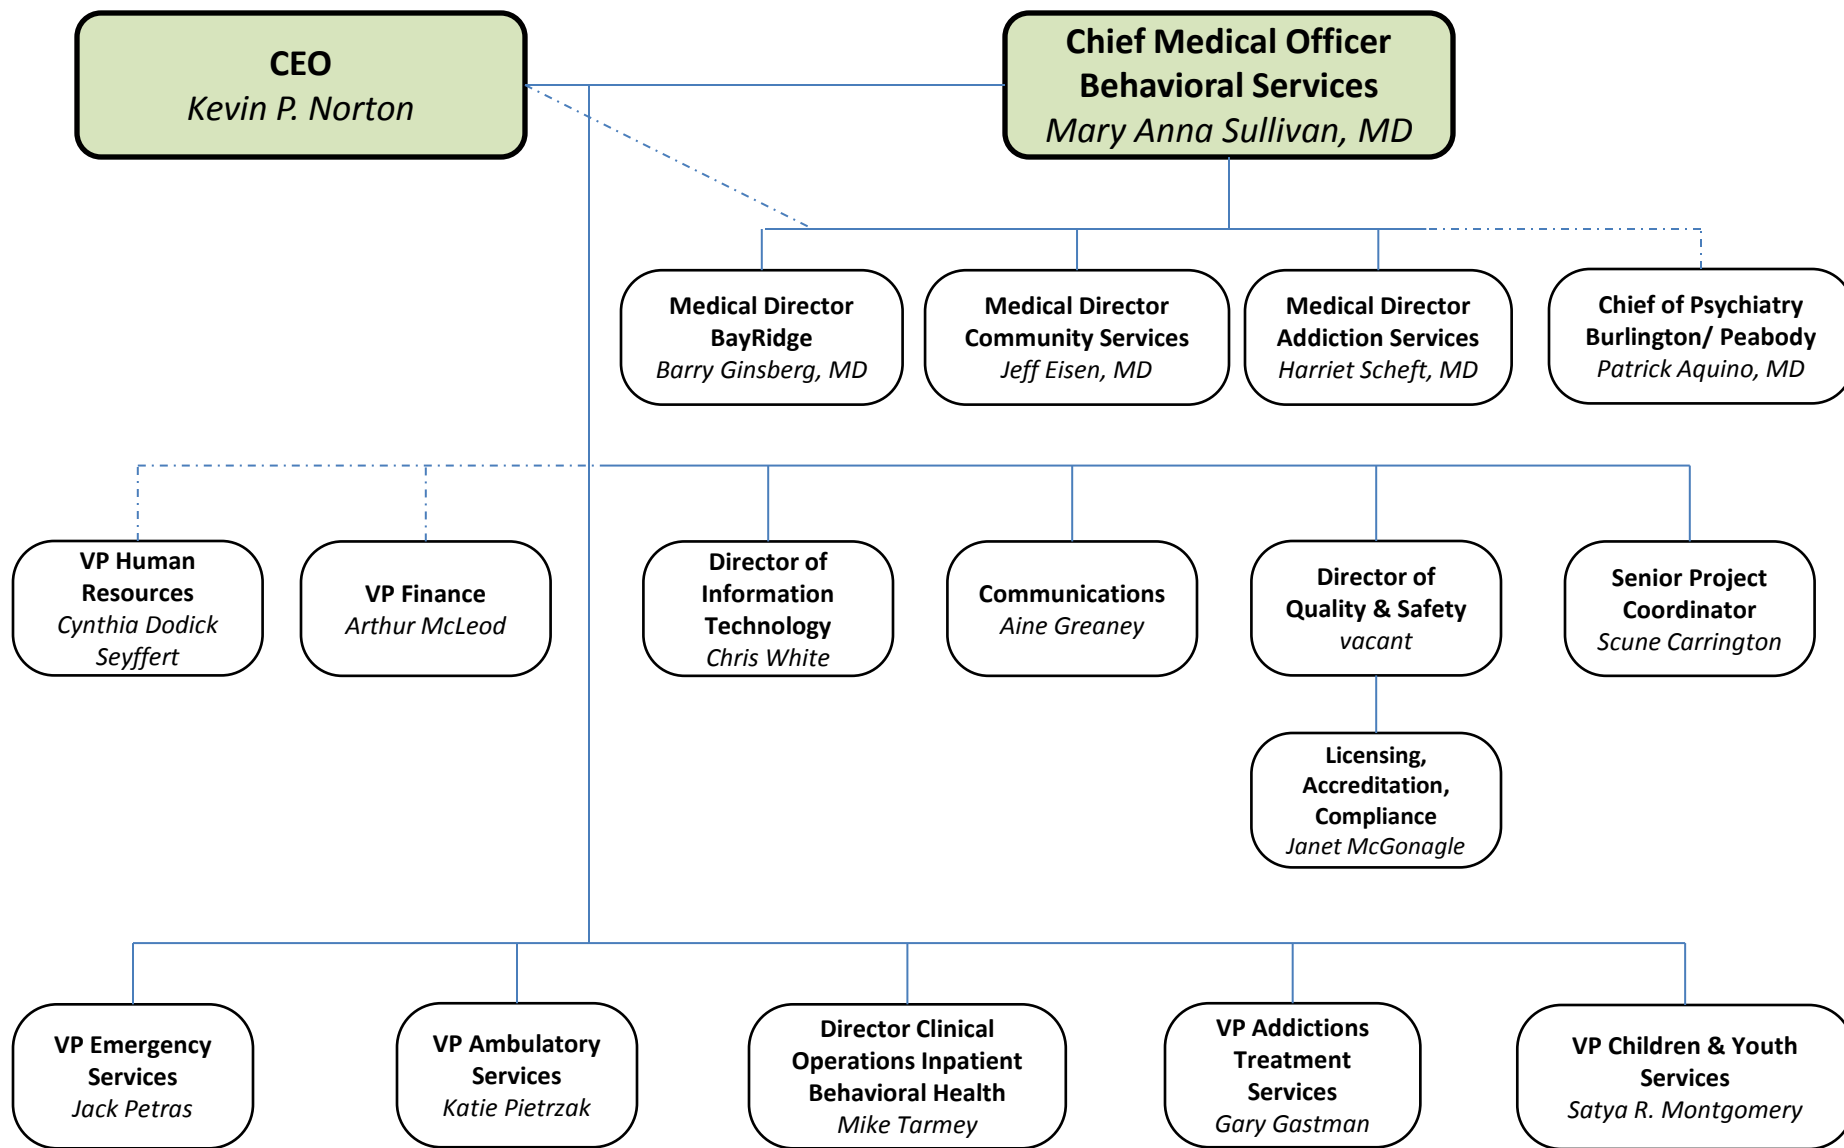 CEO
Kevin P. Norton
Chief Medical Officer
Behavioral Services
Mary Anna Sullivan, MD
Medical Director
BayRidge
Barry Ginsberg, MD
Medical Director
Community Services
Jeff Eisen, MD
Medical Director
Addiction Services
Harriet Scheft, MD
Chief of Psychiatry
Burlington/ Peabody
Patrick Aquino, MD
VP Human
Resources
Cynthia Dodick
Seyffert
VP Finance
Arthur McLeod
Director of
Information
Technology
Chris White
Communications
Aine Greaney
Director of
Quality & Safety
vacant
Senior Project
Coordinator
Scune Carrington
Licensing,
Accreditation,
Compliance
Janet McGonagle
VP Emergency
Services
Jack Petras
VP Ambulatory
Services
Katie Pietrzak
Director Clinical
Operations Inpatient
Behavioral Health
Mike Tarmey
VP Addictions
Treatment
Services
Gary Gastman
VP Children & Youth
Services
Satya R. Montgomery